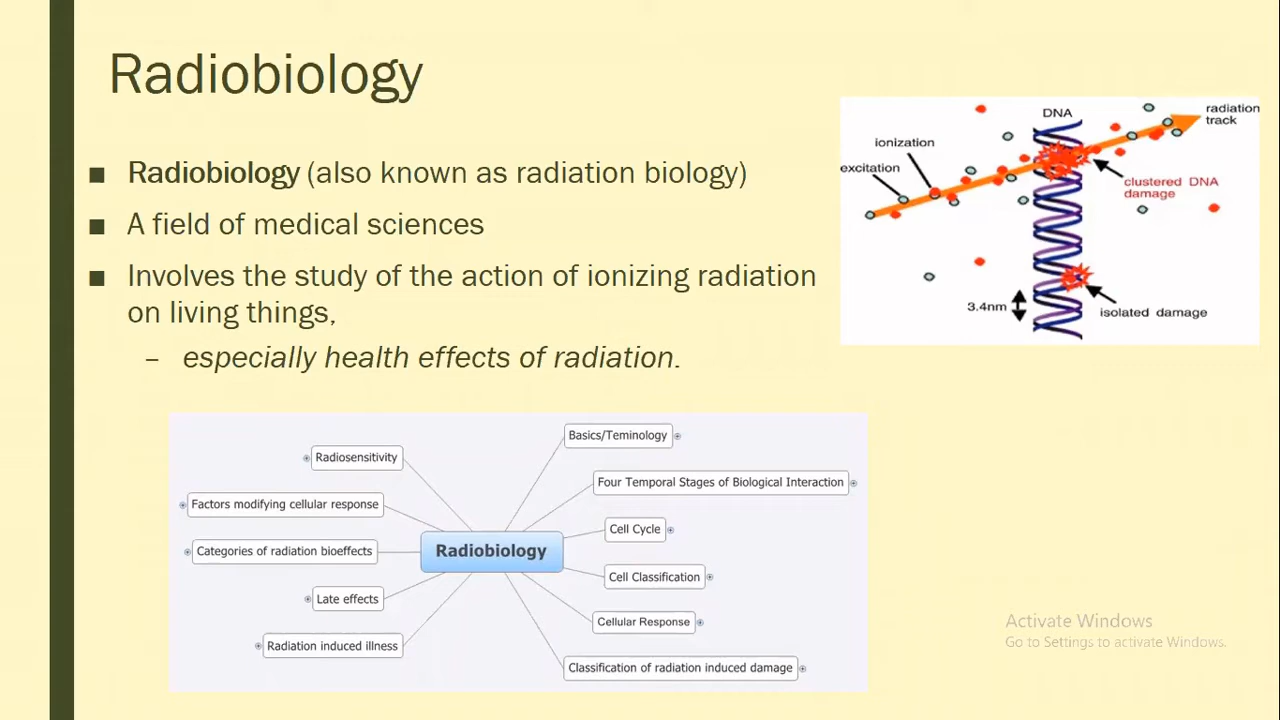 Radiobiology
■ Radiobiology (also known as radiation biology)
■ A field of medical sciences
■ Involves the study of the action of ionizing radiation
on living things,
– especially health effects of radiation.
DNA
radiation
track
ionization
excitation
clustered DNA
damage
3.4nm
isolated damage
Basics/Teminology
Radiosensitivity
Four Temporal Stages of Biological Interaction
Factors modifying cellular response
Cell Cycle
Radiobiology
Categories of radiation bioeffects
Cell Classification
Late effects
Cellular Response
Radiation induced illness
Classification of radiation induced damage
Activate Windows
Go to Settings to activate Windows.